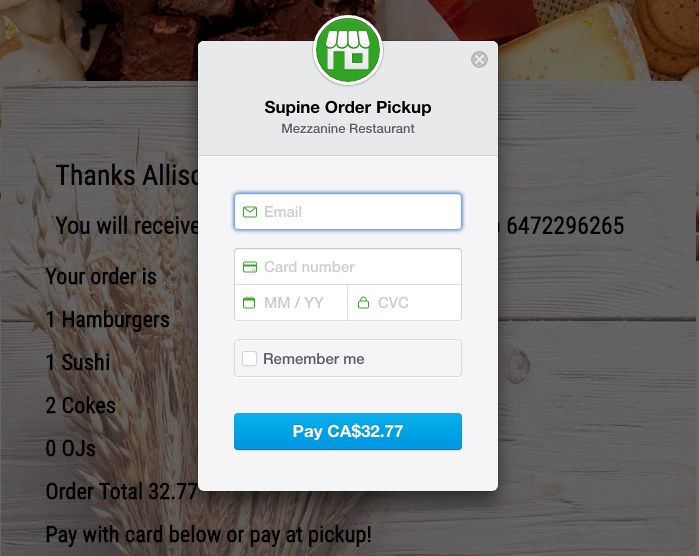 Supine Order Pickup
Mezzanine Restaurant
Thanks
You will receive 6472296265
Email
Your order is
Card number
MM / YY CVC
1 Hamburgers
Remember me
1 Sushi
2 Cokes
Pay CA$32.77
0 OJs
Order Total 32.77
Pay with card below or pay at pickup!